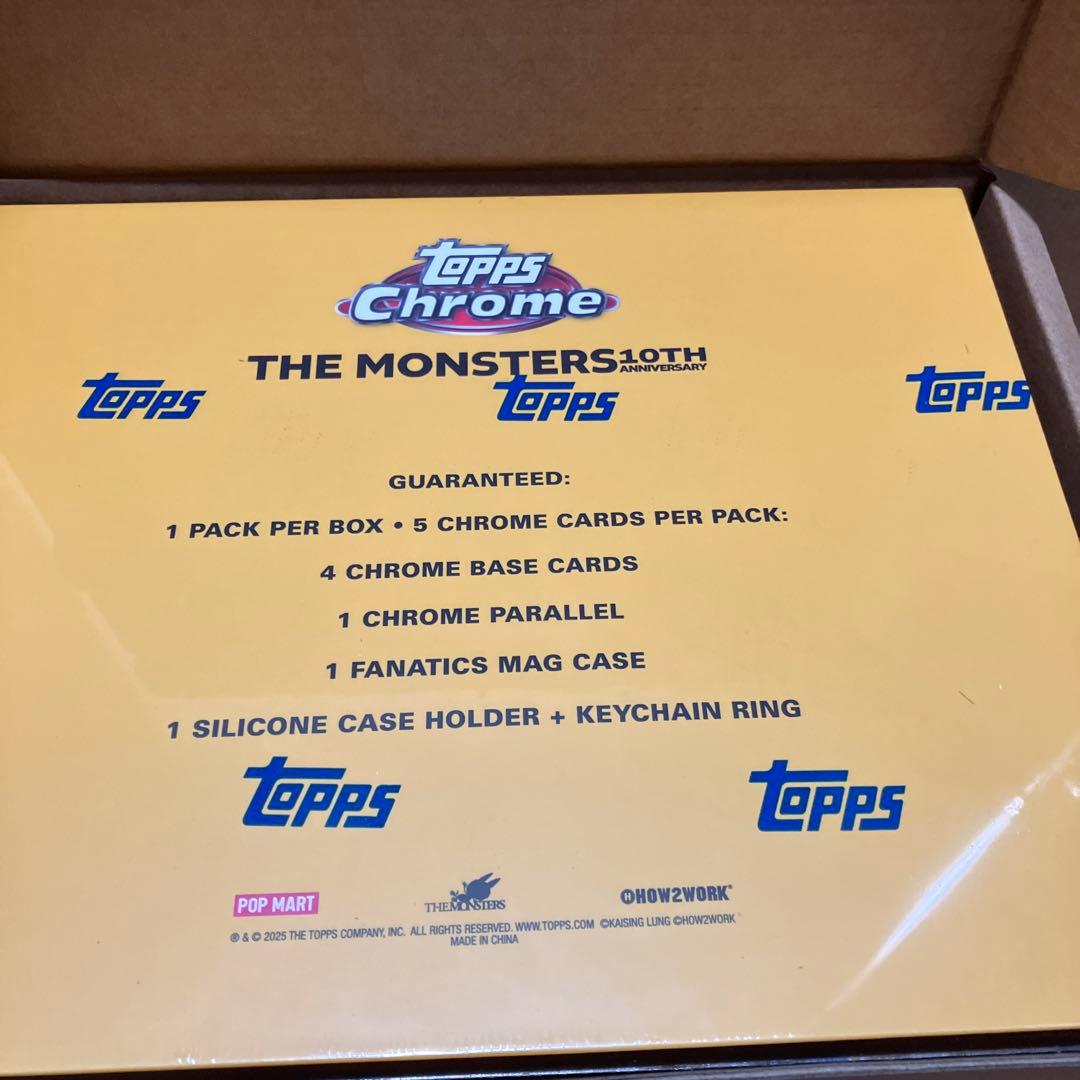 topps
Chrome
THE MONSTERS 10TH
ANNIVERSARY
topps topps topps
GUARANTEED:
1 PACK PER BOX • 5 CHROME CARDS PER PACK:
4 CHROME BASE CARDS
1 CHROME PARALLEL
1 FANATICS MAG CASE
1 SILICONE CASE HOLDER + KEYCHAIN RING
topps topps
POP MART THE MONSTERS HOW2WORK®
® & © 2025 THE TOPPS COMPANY, INC. ALL RIGHTS RESERVED. WWW.TOPPS.COM ©KAISING LUNG ©HOW2WORK
MADE IN CHINA